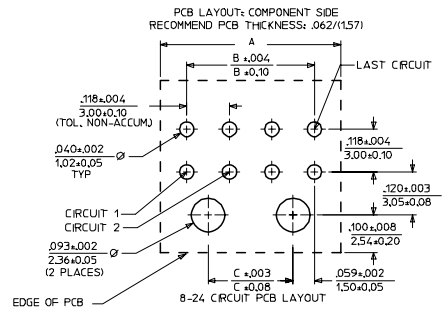 PCB LAYOUT: COMPONENT SIDE
RECOMMEND PCB THICKNESS: .062/(1.57)
A
B ±.004
B ±0.10
LAST CIRCUIT
.118±.004
3.00±0.10
(TOL. NON-ACCUM.)
.040±.002
1.02±0.05
TYP
Ø
.118±.004
3.00±0.10
.120±.003
3.05±0.08
CIRCUIT 1
CIRCUIT 2
.093±.002
2.36±0.05
(2 PLACES)
Ø
.100±.008
2.54±0.20
C ±.003
C ±0.08
.059±.002
1.50±0.05
EDGE OF PCB
8-24 CIRCUIT PCB LAYOUT